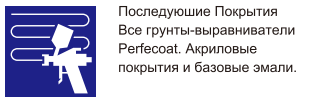 Последуюшие Покрытия
Все грунты-выравниватели
Perfecoat. Акриловые
покрытия и базовые эмали.